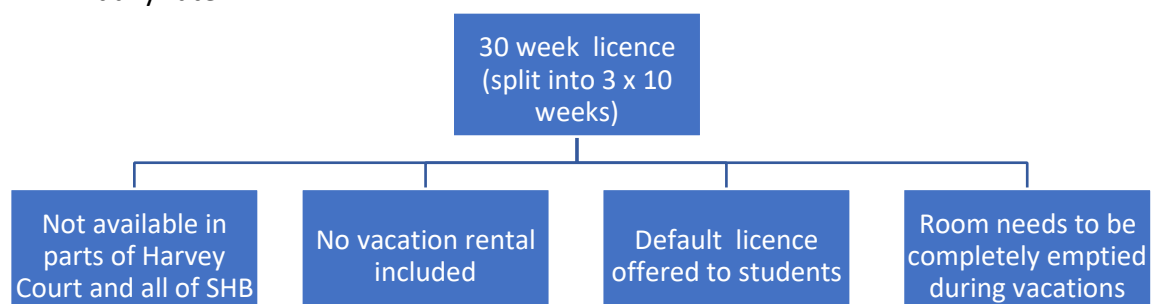 30 week licence
(split into 3 x 10
weeks)
Not available in
parts of Harvey
Court and all of SHB
No vacation rental
included
Default licence
offered to students
Room needs to be
completely emptied
during vacations